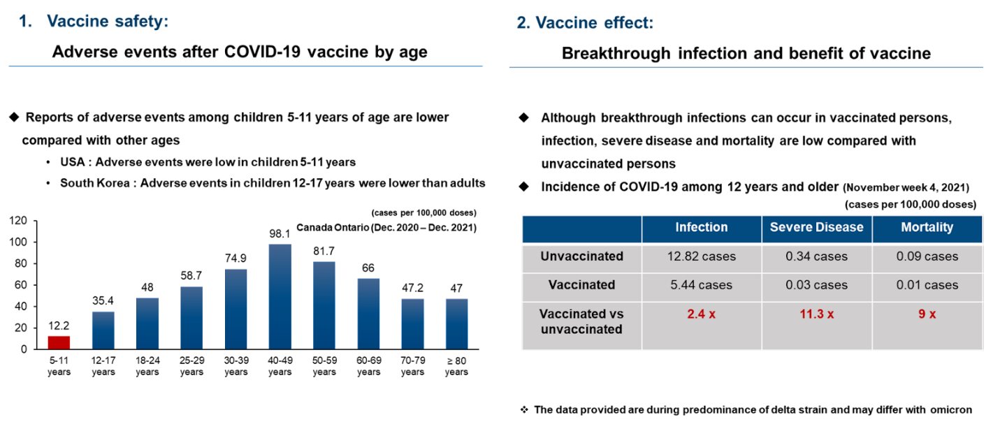 1. Vaccine safety:
Adverse events after COVID-19 vaccine by age
◆ Reports of adverse events among children 5-11 years of age are lower
compared with other ages
• USA : Adverse events were low in children 5-11 years
• South Korea : Adverse events in children 12-17 years were lower than adults
(cases per 100,000 doses)
Canada Ontario (Dec. 2020 – Dec. 2021)
120
100
80
60
40
20
0
12.2
35.4
48
58.7
74.9
98.1
81.7
66
47.2
47
5-11 years
12-17 years
18-24 years
25-29 years
30-39 years
40-49 years
50-59 years
60-69 years
70-79 years
≥ 80 years
2. Vaccine effect:
Breakthrough infection and benefit of vaccine
◆ Although breakthrough infections can occur in vaccinated persons,
infection, severe disease and mortality are low compared with
unvaccinated persons
◆ Incidence of COVID-19 among 12 years and older (November week 4, 2021)
(cases per 100,000 doses)
Infection Severe Disease Mortality
Unvaccinated 12.82 cases 0.34 cases 0.09 cases
Vaccinated 5.44 cases 0.03 cases 0.01 cases
Vaccinated vs 2.4 x 11.3 x 9 x
unvaccinated
❖ The data provided are during predominance of delta strain and may differ with omicron